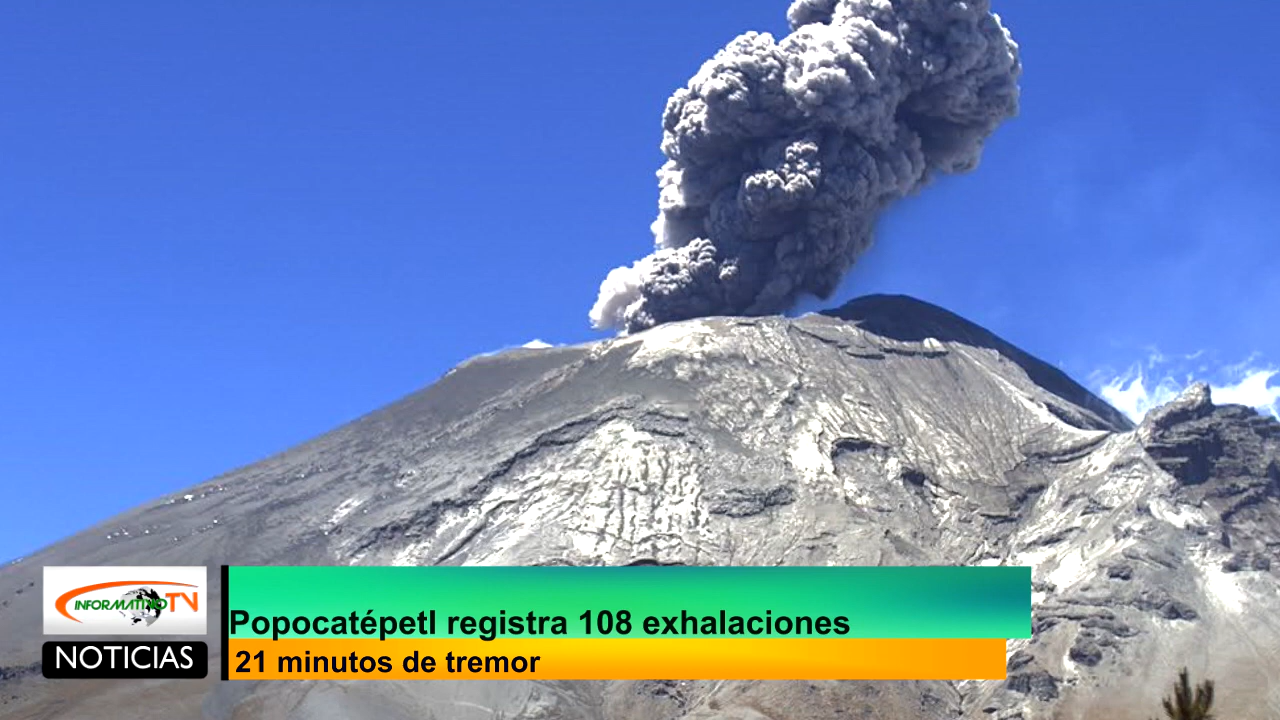 Popocatépetl registra 108 exhalaciones
21 minutos de tremor
INFORMATIVO TV
NOTICIAS